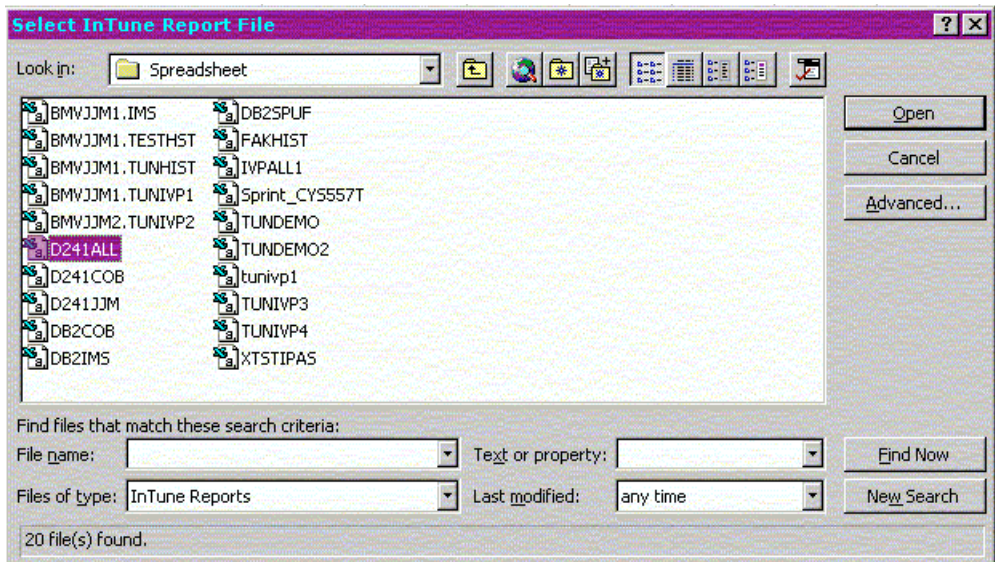 Select InTune Report File
Look in: Spreadsheet
BMVJJM1.IMS
BMVJJM1.TESTHST
BMVJJM1.TUNHIST
BMVJJM1.TUNIVP1
BMVJJM2.TUNIVP2
D241ALL
D241COB
D241JJM
DB2COB
DB2IMS
DB2SPUF
FAKHIST
IVPALL1
Sprint_CYS557T
TUNDEMO
TUNDEMO2
tunivp1
TUNIVP3
TUNIVP4
XTSTIPAS
Open
Cancel
Advanced...
Find files that match these search criteria:
File name: Text or property: Find Now
Files of type: InTune Reports Last modified: any time New Search
20 file(s) found.